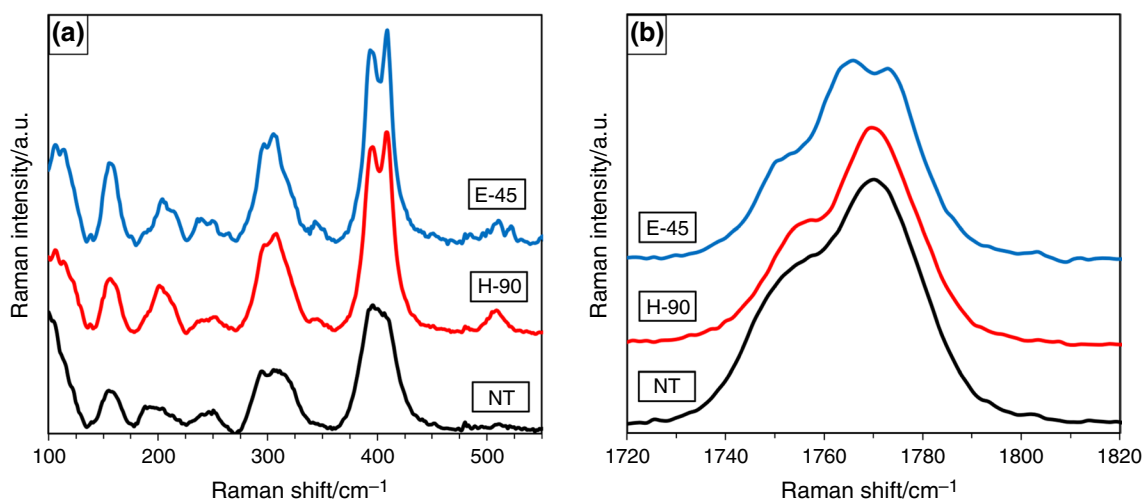 (a)
Raman intensity/a.u.
E-45
H-90
NT
100 200 300 400 500
Raman shift/cm⁻¹
(b)
Raman intensity/a.u.
E-45
H-90
NT
1720 1740 1760 1780 1800 1820
Raman shift/cm⁻¹